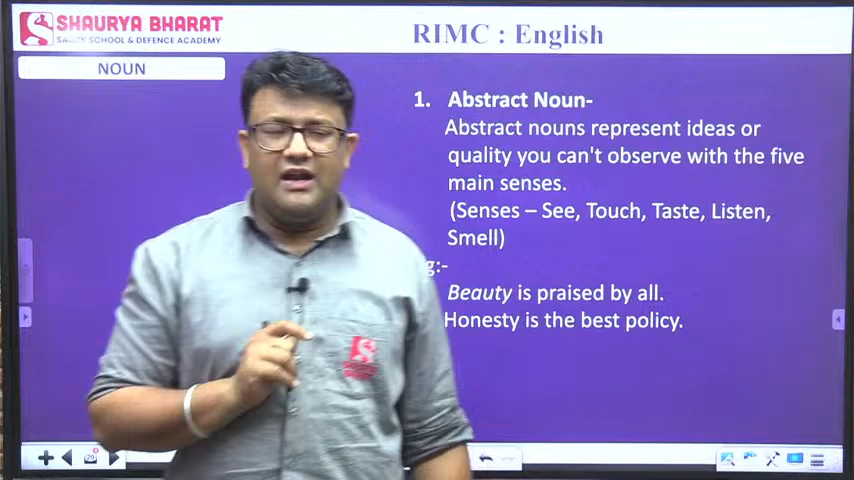 SHAURYA BHARAT
SAINIK SCHOOL & DEFENCE ACADEMY
RIMC : English
NOUN
1. Abstract Noun-
Abstract nouns represent ideas or
quality you can't observe with the five
main senses.
(Senses – See, Touch, Taste, Listen,
Smell)
g:-
Beauty is praised by all.
Honesty is the best policy.